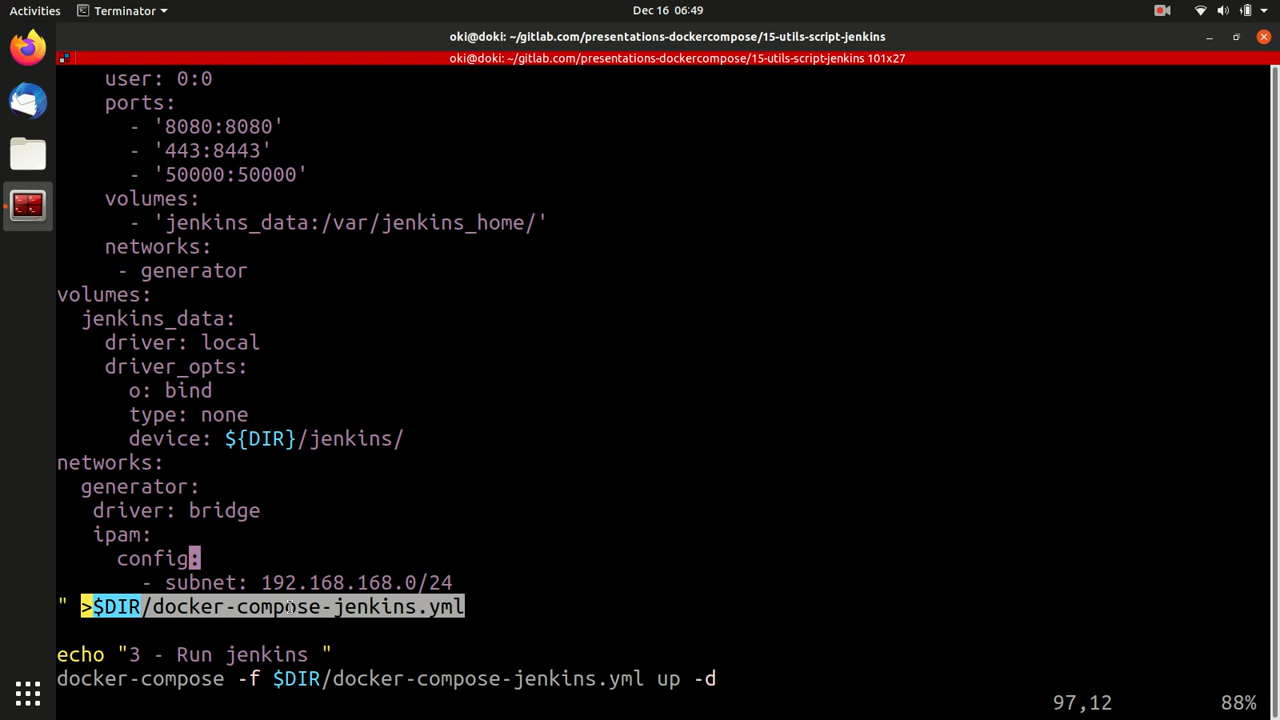 Activities
Terminator
Dec 16 06:49
oki@doki: ~/gitlab.com/presentations-dockercompose/15-utils-script-jenkins
oki@doki: ~/gitlab.com/presentations-dockercompose/15-utils-script-jenkins 101x27
    user: 0:0
    ports:
      - '8080:8080'
      - '443:8443'
      - '50000:50000'
    volumes:
      - 'jenkins_data:/var/jenkins_home/'
    networks:
     - generator
volumes:
  jenkins_data:
    driver: local
    driver_opts:
      o: bind
      type: none
      device: ${DIR}/jenkins/
networks:
  generator:
   driver: bridge
   ipam:
     config:
       - subnet: 192.168.168.0/24
" >$DIR/docker-compose-jenkins.yml
echo "3 - Run jenkins "
docker-compose -f $DIR/docker-compose-jenkins.yml up -d
97,12 88%